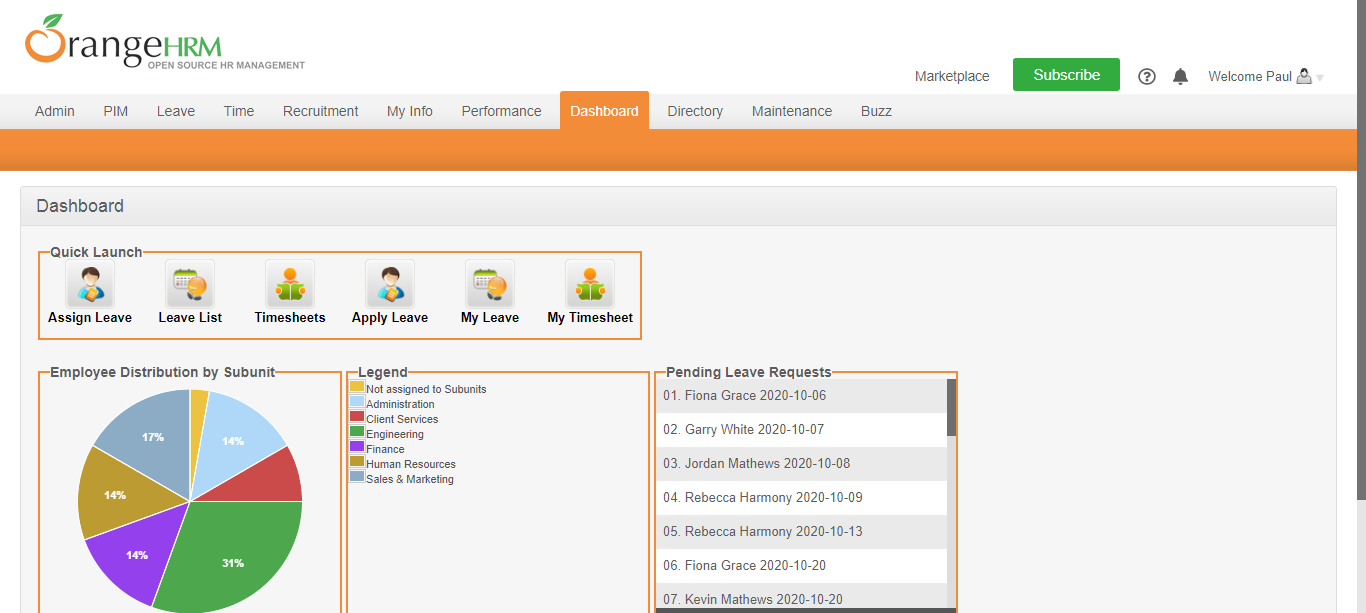 OrangeHRM
OPEN SOURCE HR MANAGEMENT
Marketplace Subscribe ? Welcome Paul
Admin PIM Leave Time Recruitment My Info Performance Dashboard Directory Maintenance Buzz
Dashboard
Quick Launch
Assign Leave Leave List Timesheets Apply Leave My Leave My Timesheet
Employee Distribution by Subunit
17%
14%
14%
14%
31%
Legend
Not assigned to Subunits
Administration
Client Services
Engineering
Finance
Human Resources
Sales & Marketing
Pending Leave Requests
01. Fiona Grace 2020-10-06
02. Garry White 2020-10-07
03. Jordan Mathews 2020-10-08
04. Rebecca Harmony 2020-10-09
05. Rebecca Harmony 2020-10-13
06. Fiona Grace 2020-10-20
07. Kevin Mathews 2020-10-20